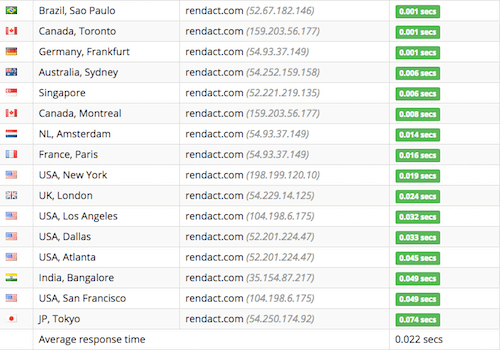 Brazil, Sao Paulo rendact.com (52.67.182.146) 0.001 secs
Canada, Toronto rendact.com (159.203.56.177) 0.001 secs
Germany, Frankfurt rendact.com (54.93.37.149) 0.001 secs
Australia, Sydney rendact.com (54.252.159.158) 0.006 secs
Singapore rendact.com (52.221.219.135) 0.006 secs
Canada, Montreal rendact.com (159.203.56.177) 0.008 secs
NL, Amsterdam rendact.com (54.93.37.149) 0.014 secs
France, Paris rendact.com (54.93.37.149) 0.016 secs
USA, New York rendact.com (198.199.120.10) 0.019 secs
UK, London rendact.com (54.229.14.125) 0.024 secs
USA, Los Angeles rendact.com (104.198.6.175) 0.032 secs
USA, Dallas rendact.com (52.201.224.47) 0.033 secs
USA, Atlanta rendact.com (52.201.224.47) 0.045 secs
India, Bangalore rendact.com (35.154.87.217) 0.049 secs
USA, San Francisco rendact.com (104.198.6.175) 0.049 secs
JP, Tokyo rendact.com (54.250.174.92) 0.074 secs
Average response time 0.022 secs